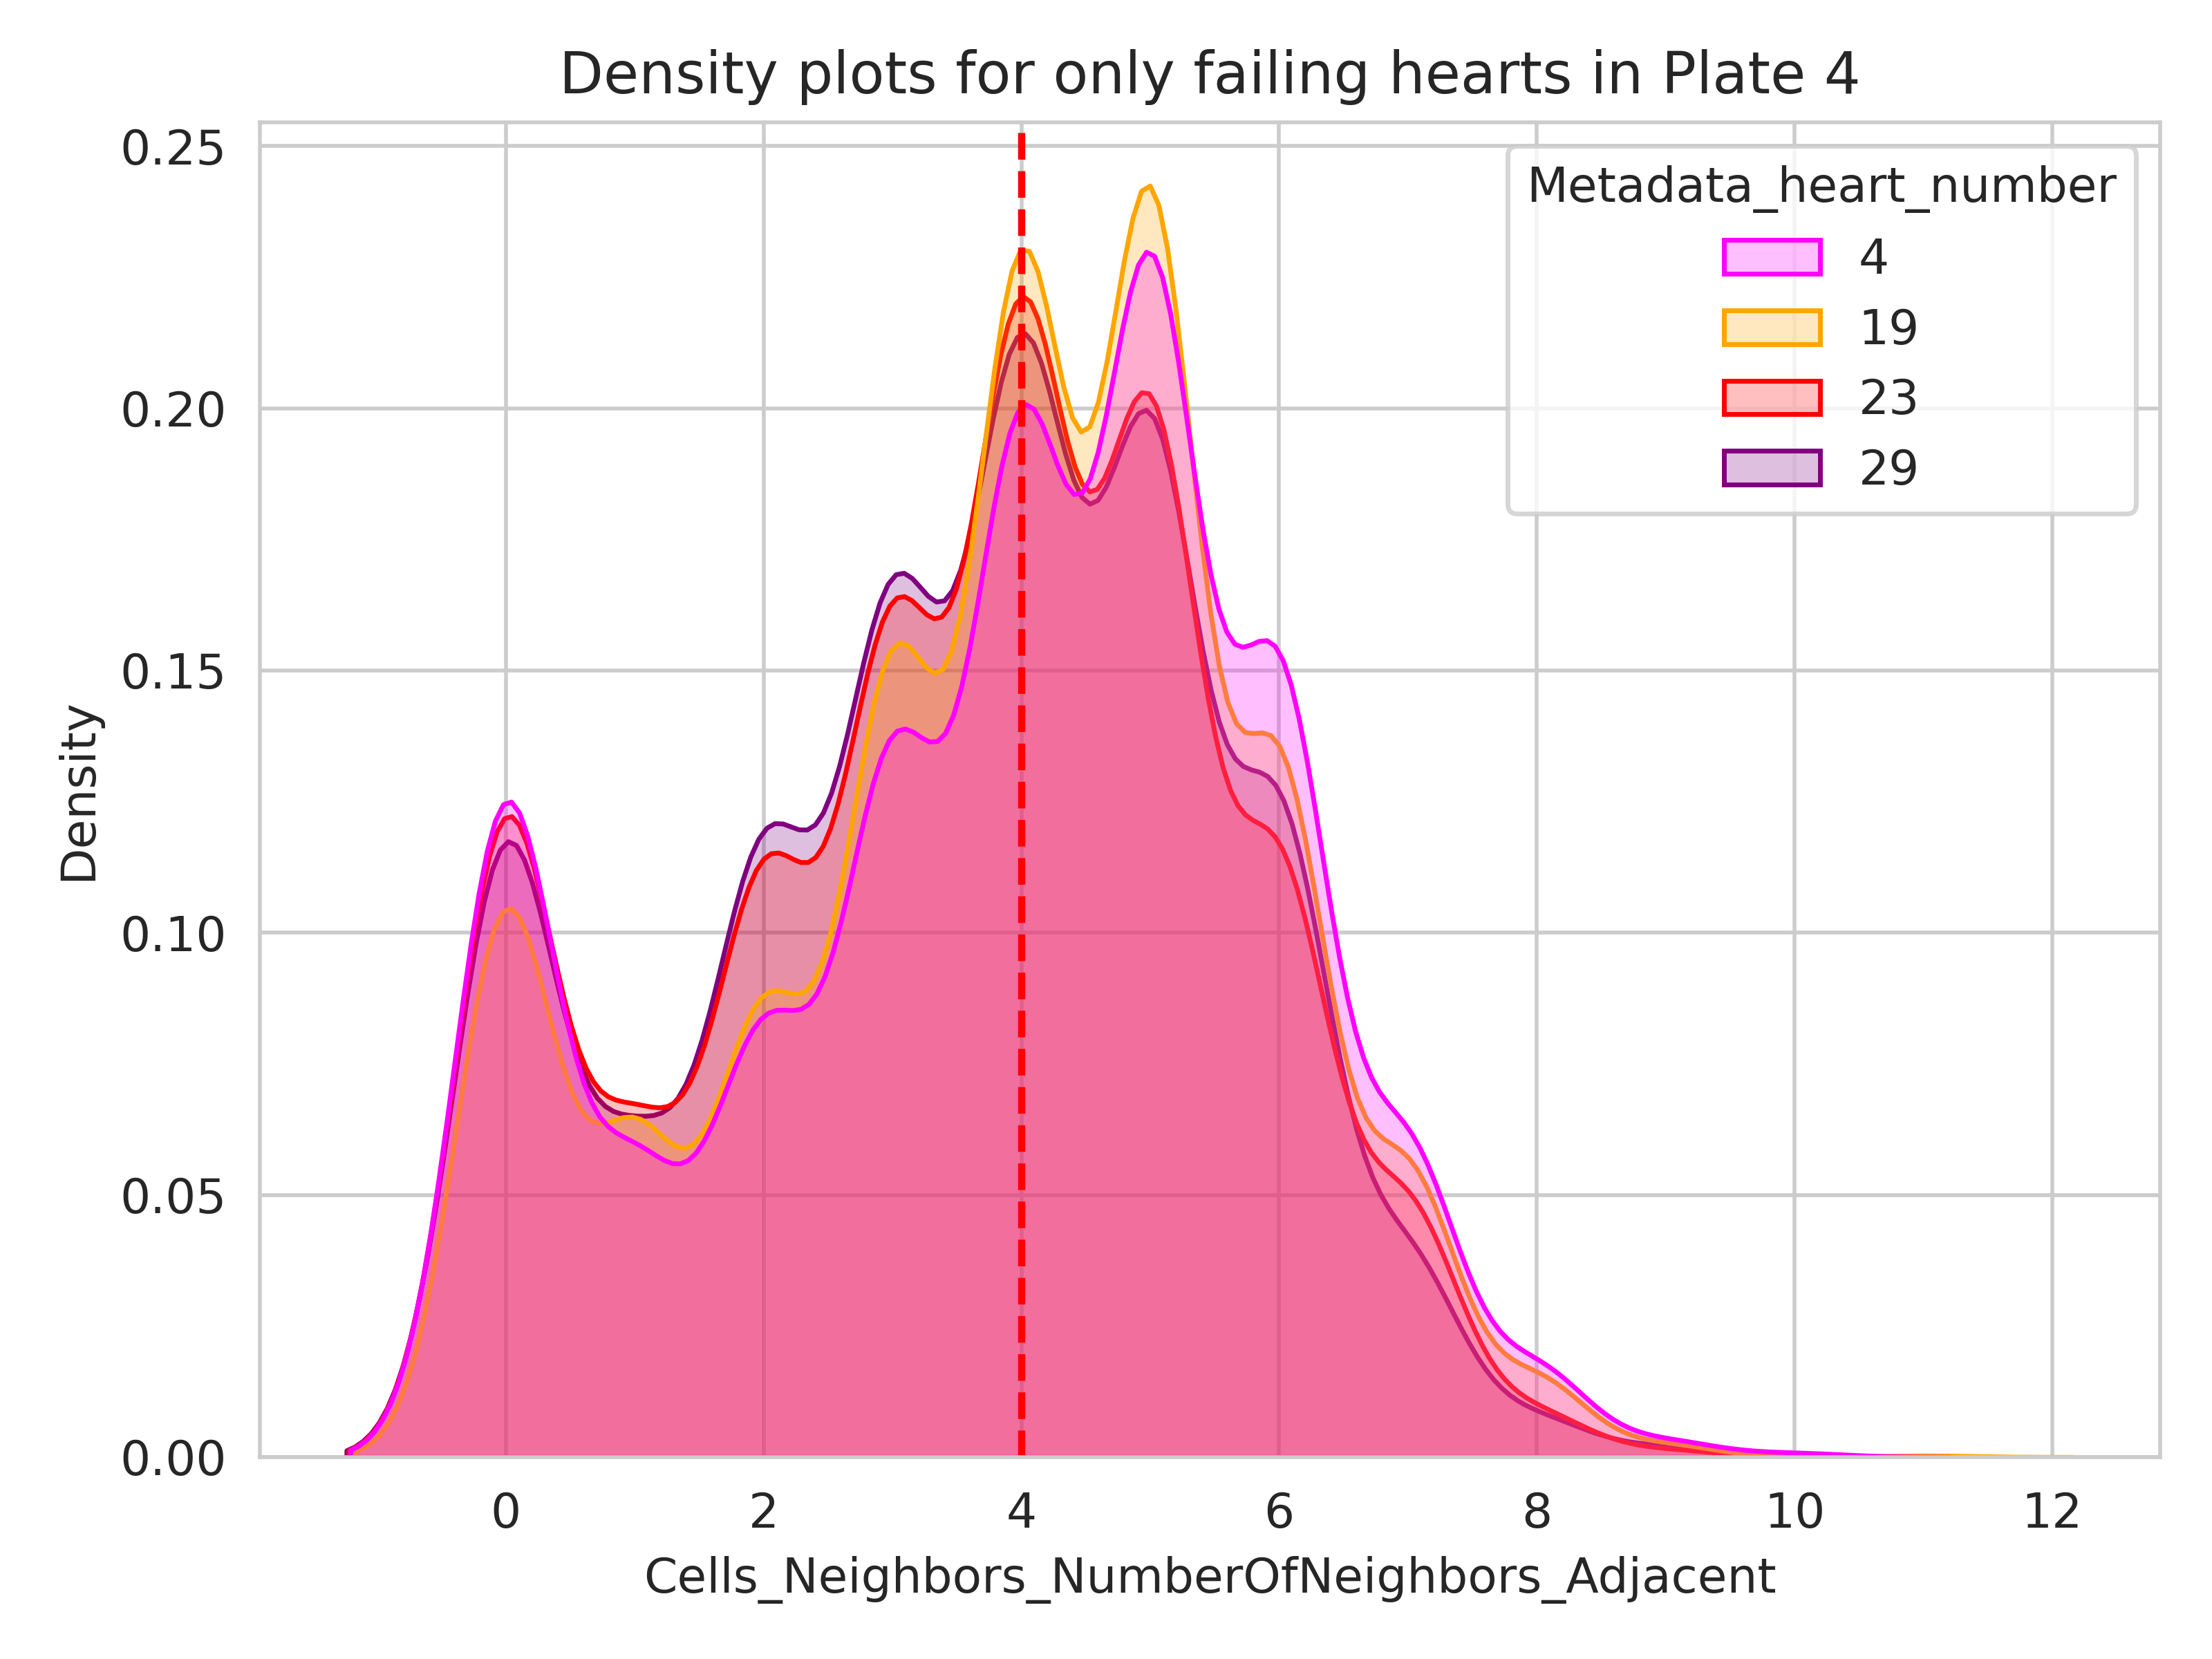 Density plots for only failing hearts in Plate 4
0.25
0.20
0.15
0.10
0.05
0.00
Density
Metadata_heart_number
4
19
23
29
0 2 4 6 8 10 12
Cells_Neighbors_NumberOfNeighbors_Adjacent